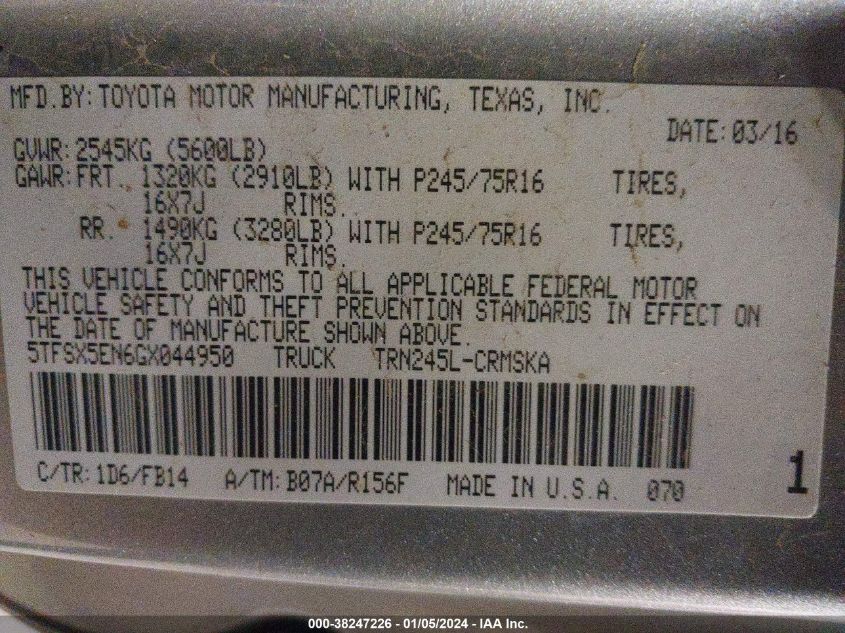 MFD.BY:TOYOTA MOTOR MANUFACTURING, TEXAS, INC.
DATE:03/16
GVWR:2545KG (5600LB)
GAWR:FRT. 1320KG (2910LB) WITH P245/75R16 TIRES,
16X7J RIMS.
RR. 1490KG (3280LB) WITH P245/75R16 TIRES,
16X7J RIMS.
THIS VEHICLE CONFORMS TO ALL APPLICABLE FEDERAL MOTOR
VEHICLE SAFETY AND THEFT PREVENTION STANDARDS IN EFFECT ON
THE DATE OF MANUFACTURE SHOWN ABOVE.
5TFSX5EN6GX044950 TRUCK TRN245L-CRMSKA
C/TR:1D6/FB14 A/TM:B07A/R156F MADE IN U.S.A. 070 1
000-38247226 - 01/05/2024 - IAA Inc.